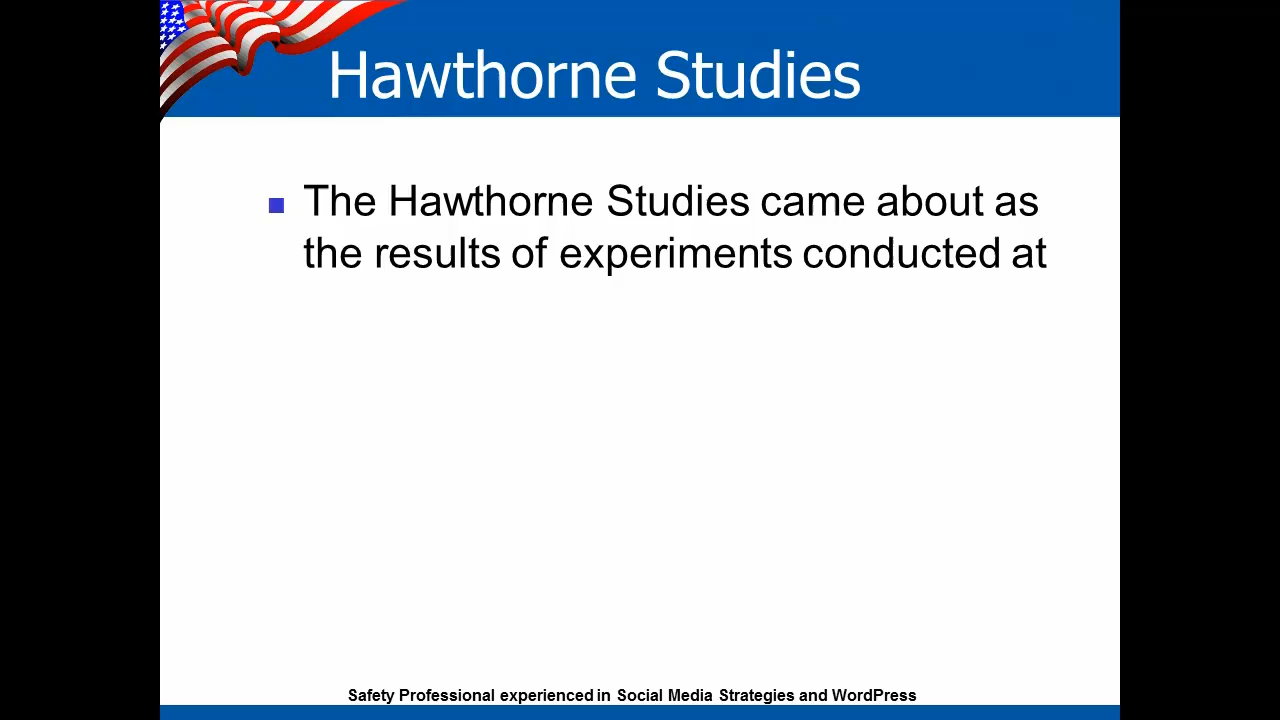 Hawthorne Studies
The Hawthorne Studies came about as
the results of experiments conducted at
Safety Professional experienced in Social Media Strategies and WordPress